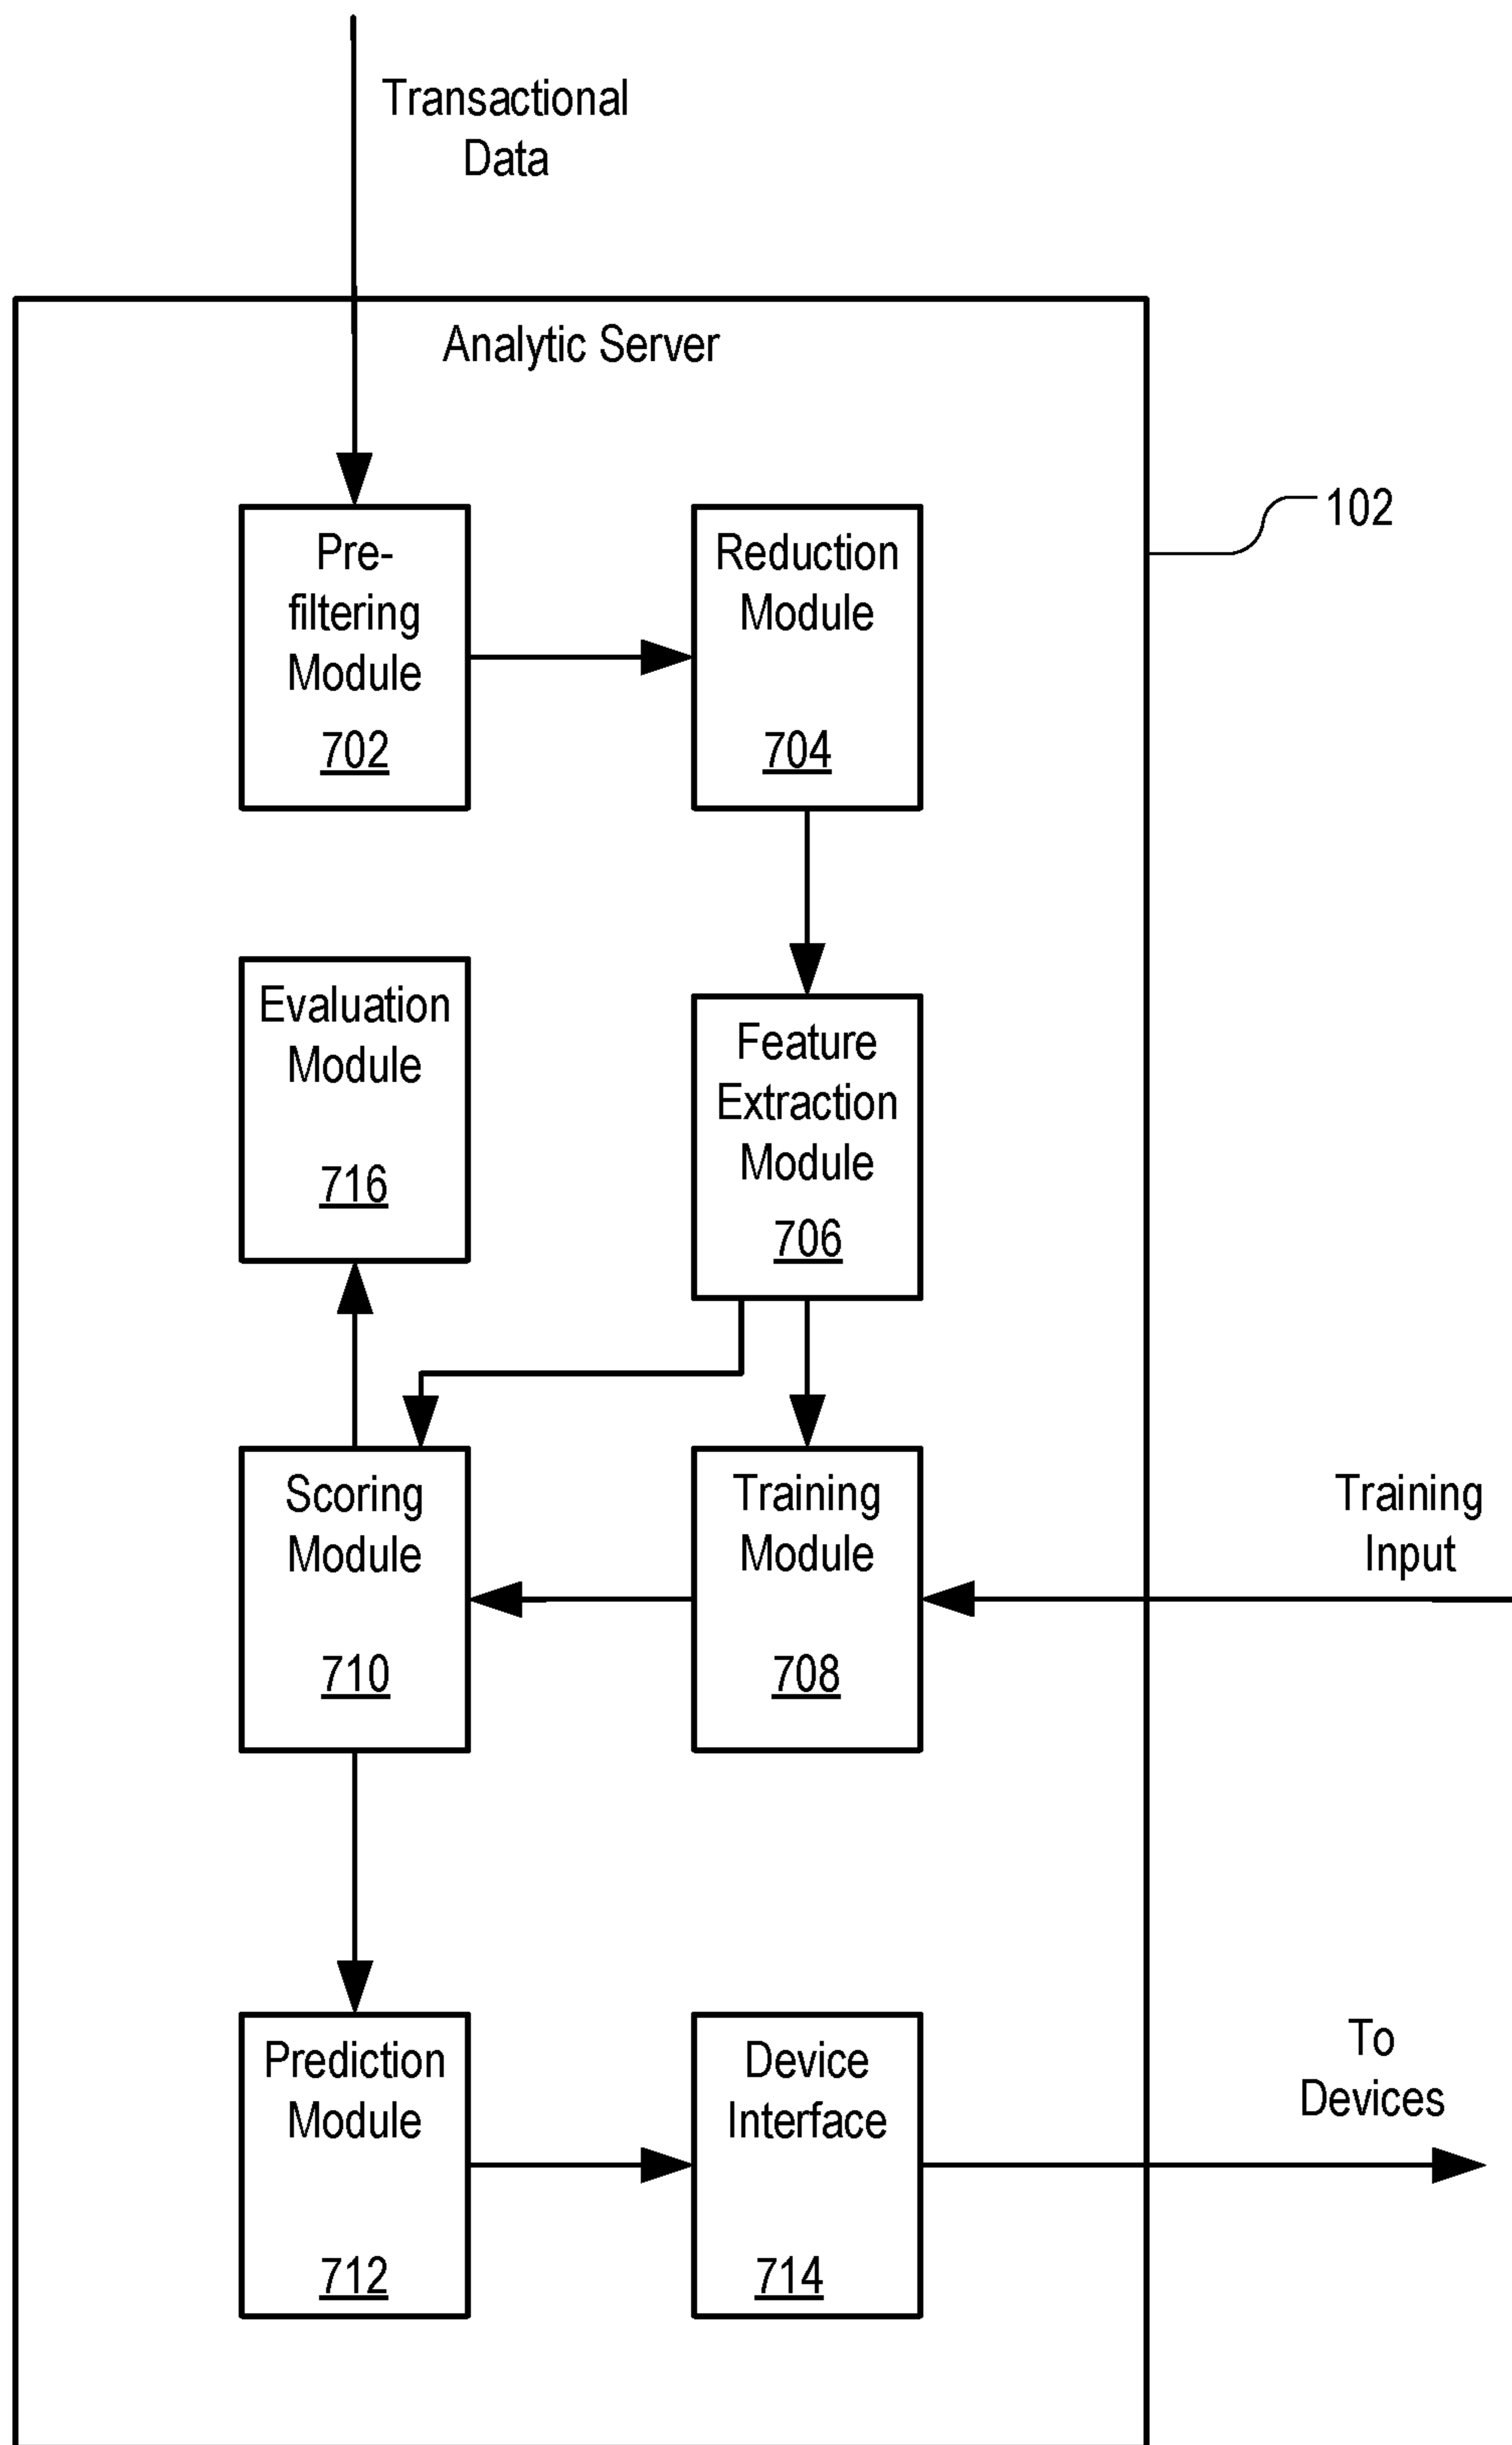 Transactional
Data
Analytic Server
Pre-
filtering
Module
702
Reduction
Module
704
102
Evaluation
Module
716
Feature
Extraction
Module
706
Scoring
Module
710
Training
Module
708
Training
Input
Prediction
Module
712
Device
Interface
714
To
Devices